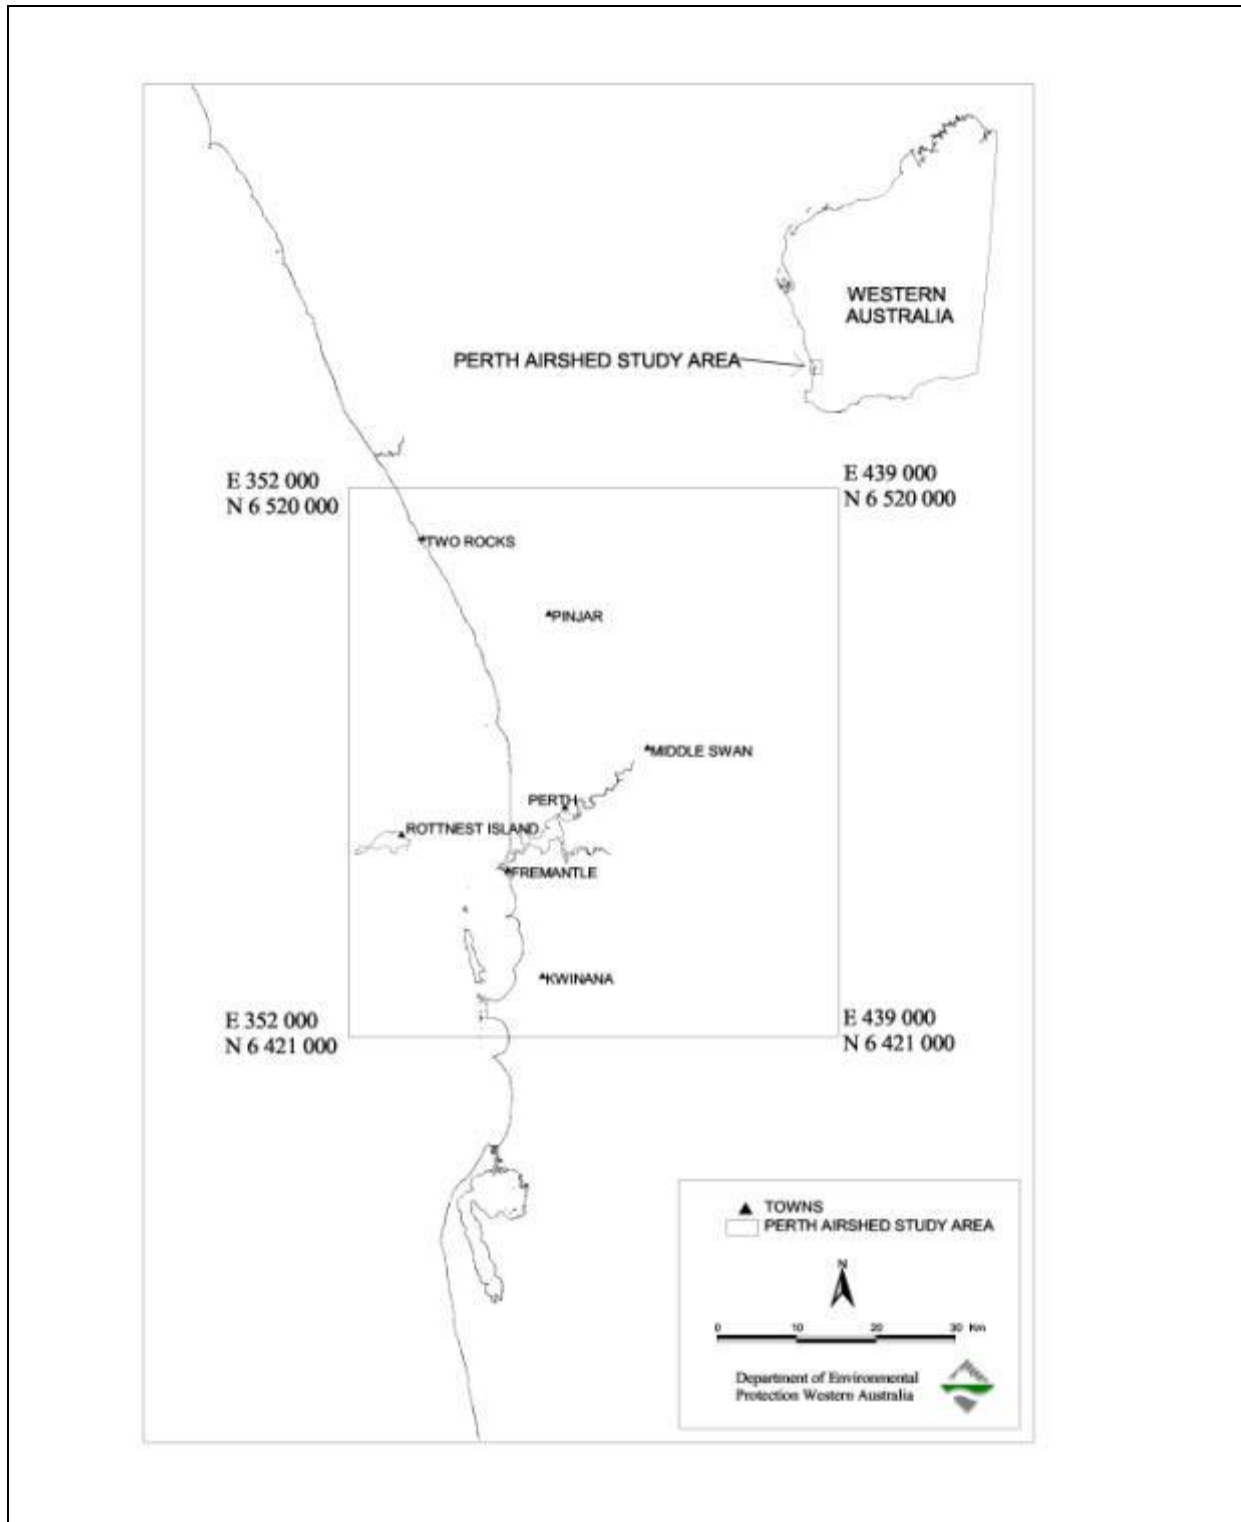 WESTERN
AUSTRALIA
PERTH AIRSHED STUDY AREA
E 352 000
N 6 520 000
E 439 000
N 6 520 000
TWO ROCKS
PINJAR
MIDDLE SWAN
PERTH
ROTTNEST ISLAND
FREMANTLE
KWINANA
E 352 000
N 6 421 000
E 439 000
N 6 421 000
TOWNS
PERTH AIRSHED STUDY AREA
N
0 10 20 30 Km
Department of Environmental
Protection Western Australia